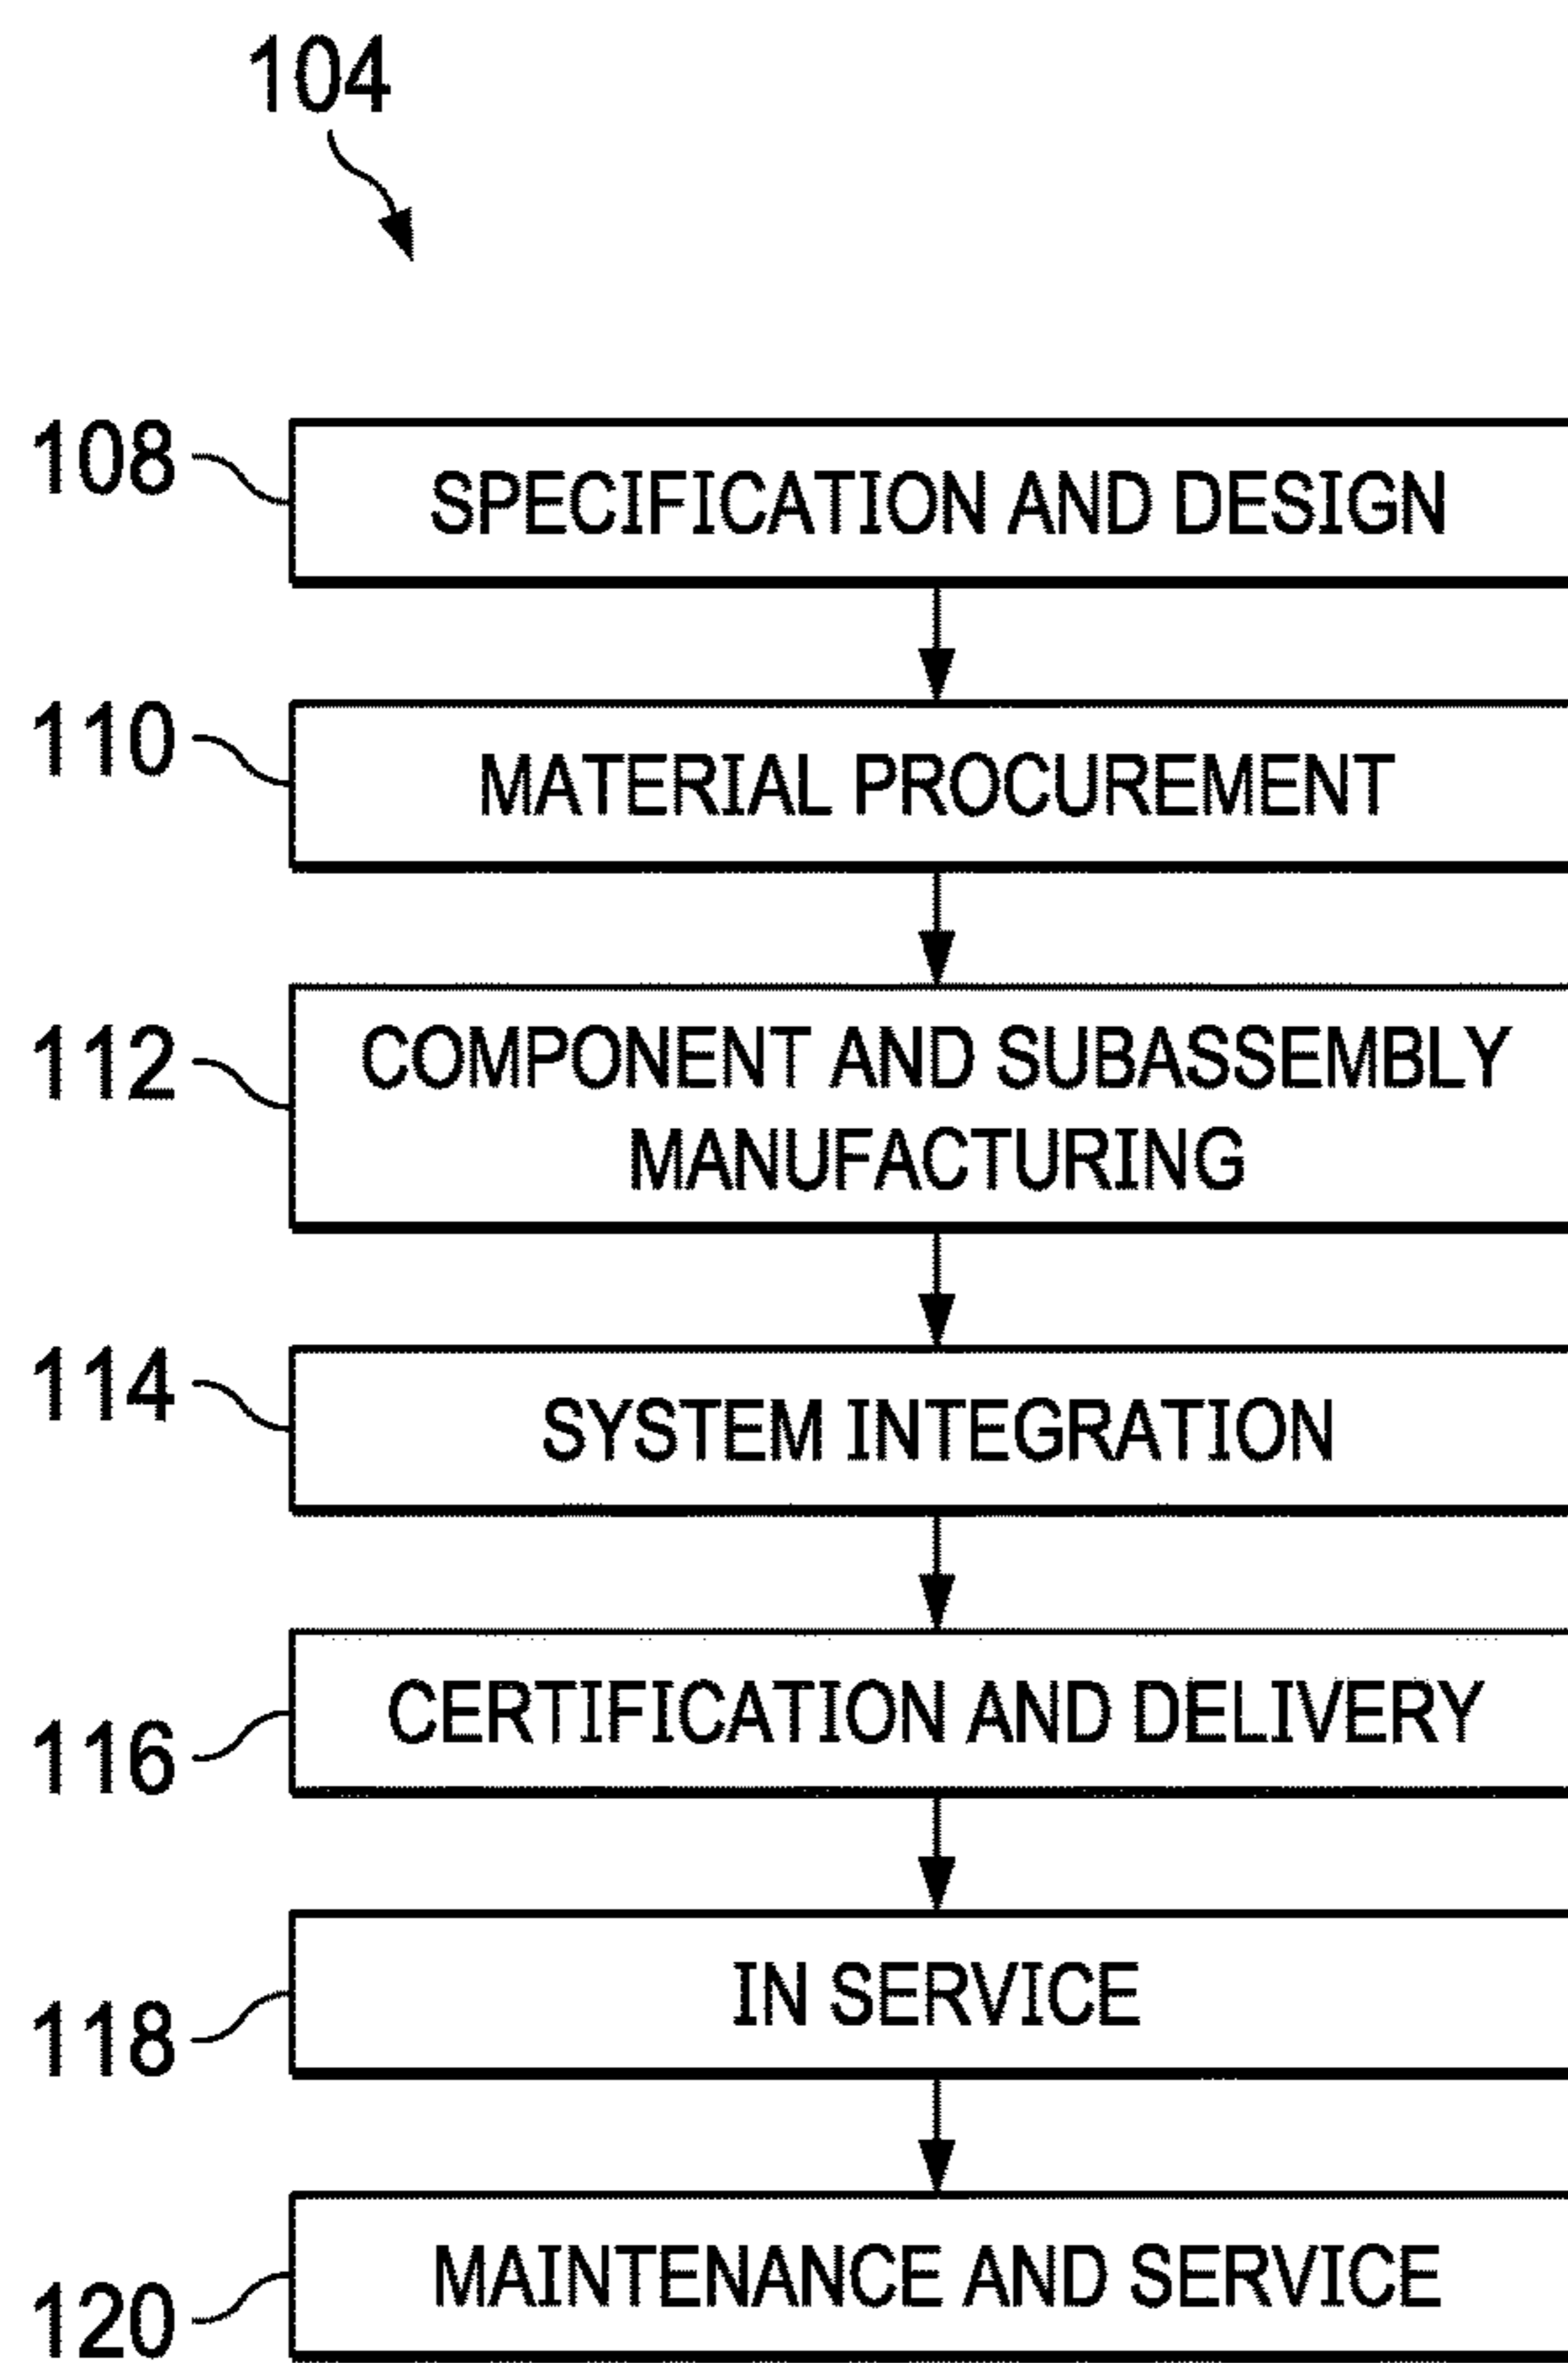 104
108
SPECIFICATION AND DESIGN
110
MATERIAL PROCUREMENT
112
COMPONENT AND SUBASSEMBLY
MANUFACTURING
114
SYSTEM INTEGRATION
116
CERTIFICATION AND DELIVERY
118
IN SERVICE
120
MAINTENANCE AND SERVICE